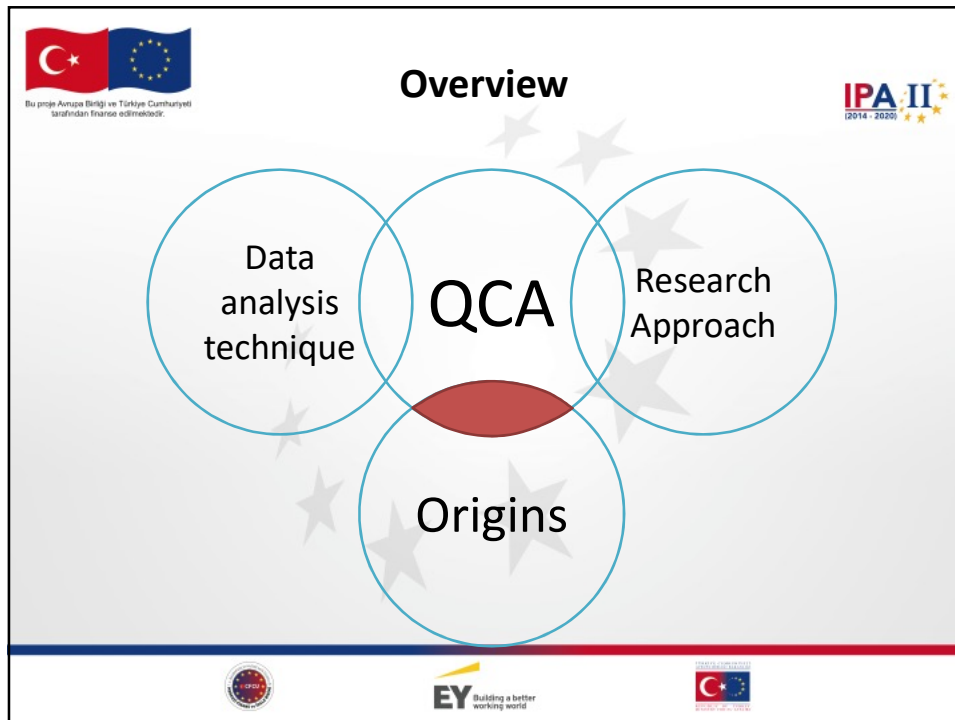 Overview
Bu proje Avrupa Birliği ve Türkiye Cumhuriyeti
tarafından finanse edilmektedir.
IPA II
(2014 - 2020)
Data
analysis
technique
QCA
Research
Approach
Origins
CFCU
EY
Building a better
working world